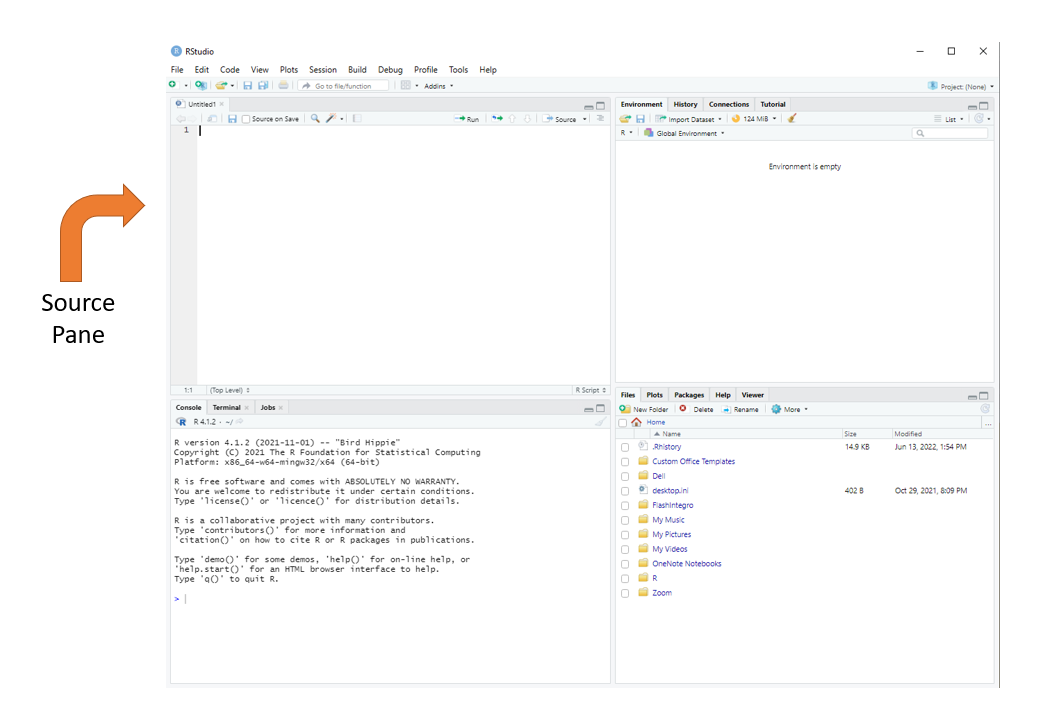 RStudio
File Edit Code View Plots Session Build Debug Profile Tools Help
Go to file/function Addins Project: (None)
Untitled1
Source on Save Run Source
1
1:1 (Top Level) R Script
Source
Pane
Console Terminal Jobs
R 4.1.2 · ~/
R version 4.1.2 (2021-11-01) -- "Bird Hippie"
Copyright (C) 2021 The R Foundation for Statistical Computing
Platform: x86_64-w64-mingw32/x64 (64-bit)
R is free software and comes with ABSOLUTELY NO WARRANTY.
You are welcome to redistribute it under certain conditions.
Type 'license()' or 'licence()' for distribution details.
R is a collaborative project with many contributors.
Type 'contributors()' for more information and
'citation()' on how to cite R or R packages in publications.
Type 'demo()' for some demos, 'help()' for on-line help, or
'help.start()' for an HTML browser interface to help.
Type 'q()' to quit R.
>
Environment History Connections Tutorial
Import Dataset 124 MiB List
R Global Environment
Environment is empty
Files Plots Packages Help Viewer
New Folder Delete Rename More
Home ...
Name Size Modified
.Rhistory 14.9 KB Jun 13, 2022, 1:54 PM
Custom Office Templates
Dell
desktop.ini 402 B Oct 29, 2021, 8:09 PM
FlashIntegro
My Music
My Pictures
My Videos
OneNote Notebooks
R
Zoom